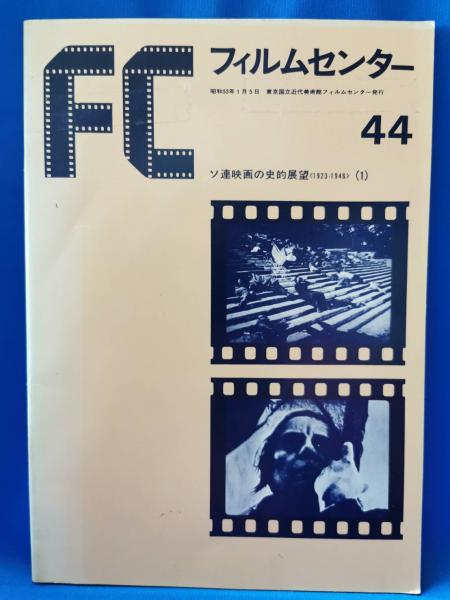 FC
フィルムセンター
昭和53年1月5日 東京国立近代美術館フィルムセンター発行
44
ソ連映画の史的展望<1923-1946> (1)